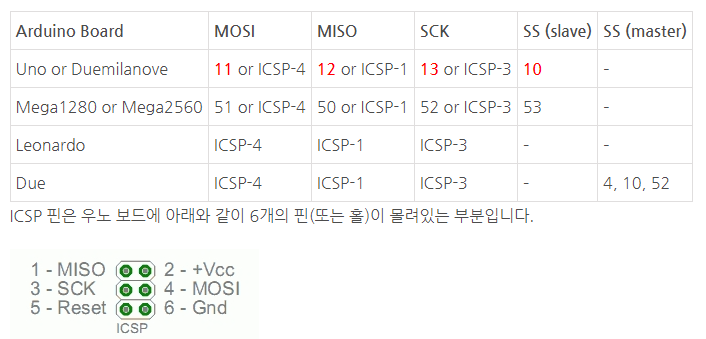 Arduino Board MOSI MISO SCK SS (slave) SS (master)
Uno or Duemilanove 11 or ICSP-4 12 or ICSP-1 13 or ICSP-3 10 -
Mega1280 or Mega2560 51 or ICSP-4 50 or ICSP-1 52 or ICSP-3 53 -
Leonardo ICSP-4 ICSP-1 ICSP-3 - -
Due ICSP-4 ICSP-1 ICSP-3 - 4, 10, 52
ICSP 핀은 우노 보드에 아래와 같이 6개의 핀(또는 홀)이 몰려있는 부분입니다.
1 - MISO 2 - +Vcc
3 - SCK 4 - MOSI
5 - Reset 6 - Gnd
ICSP